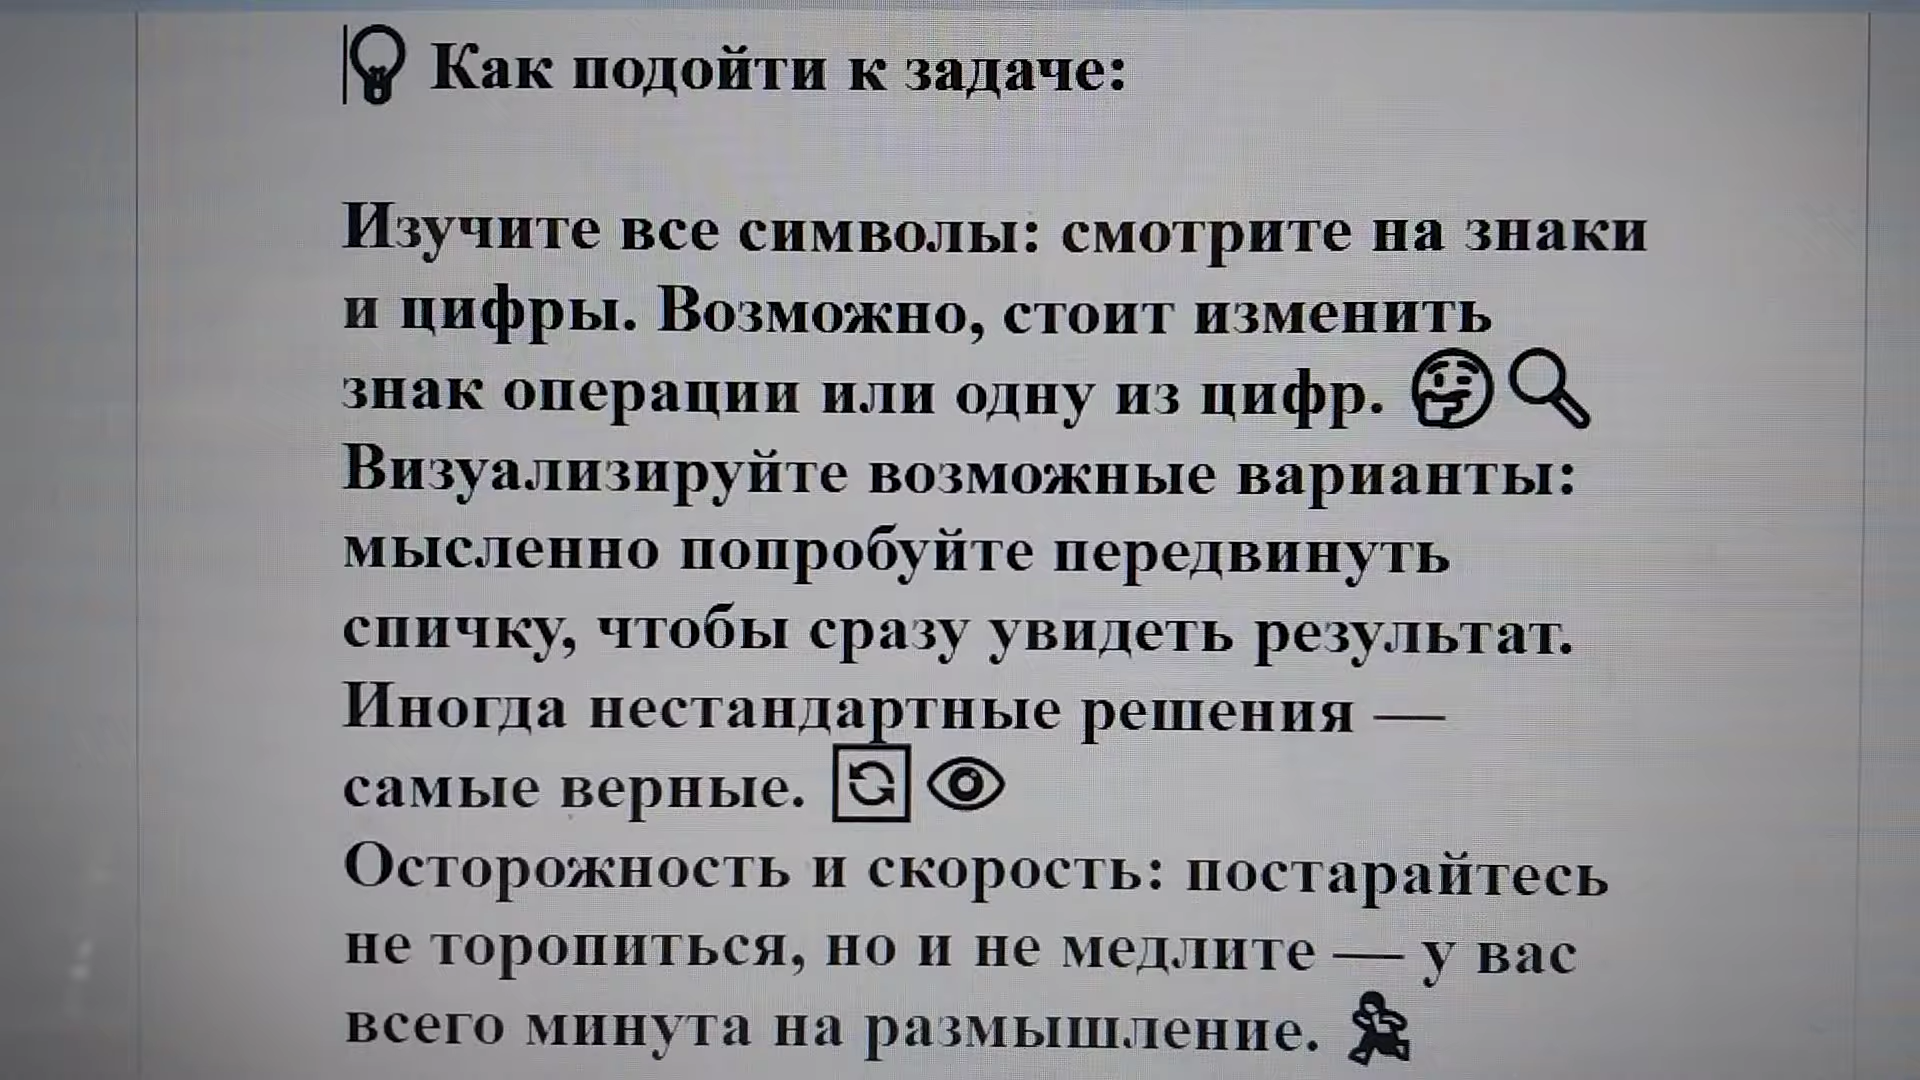 💡 Как подойти к задаче:
Изучите все символы: смотрите на знаки
и цифры. Возможно, стоит изменить
знак операции или одну из цифр. 🤔🔍
Визуализируйте возможные варианты:
мысленно попробуйте передвинуть
спичку, чтобы сразу увидеть результат.
Иногда нестандартные решения —
самые верные. 🔄👁
Осторожность и скорость: постарайтесь
не торопиться, но и не медлите — у вас
всего минута на размышление. 🏃